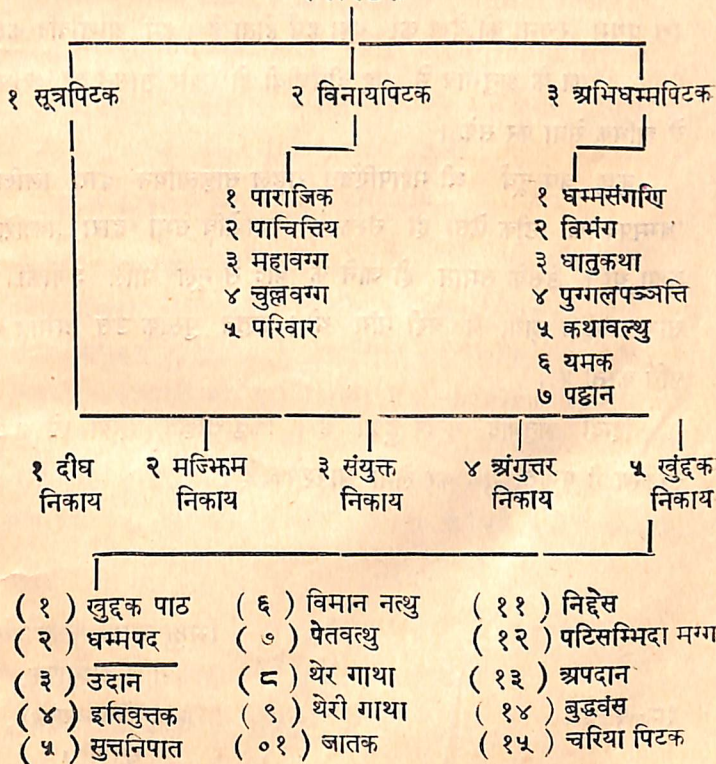 १ सूत्रपिटक २ विनायपिटक ३ अभिधम्मपिटक
१ पाराजिक
२ पाचित्तिय
३ महावग्ग
४ चुल्लवग्ग
५ परिवार
१ धम्मसंगणि
२ विभंग
३ धातुकथा
४ पुग्गलपञ्ञत्ति
५ कथावल्थु
६ यमक
७ पट्ठान
१ दीघ निकाय
२ मज्झिम निकाय
३ संयुक्त निकाय
४ अंगुत्तर निकाय
५ खुंद्दक निकाय
( १ ) खुद्दक पाठ
( २ ) धम्मपद
( ३ ) उदान
( ४ ) इतिवुत्तक
( ५ ) सुत्तनिपात
( ६ ) विमान नत्थु
( ७ ) पेतवत्थु
( ८ ) थेर गाथा
( ९ ) थेरी गाथा
( ०१ ) जातक
( ११ ) निद्देस
( १२ ) पटिसम्भिदा मग्ग
( १३ ) अपदान
( १४ ) बुद्धवंस
( १५ ) चरिया पिटक